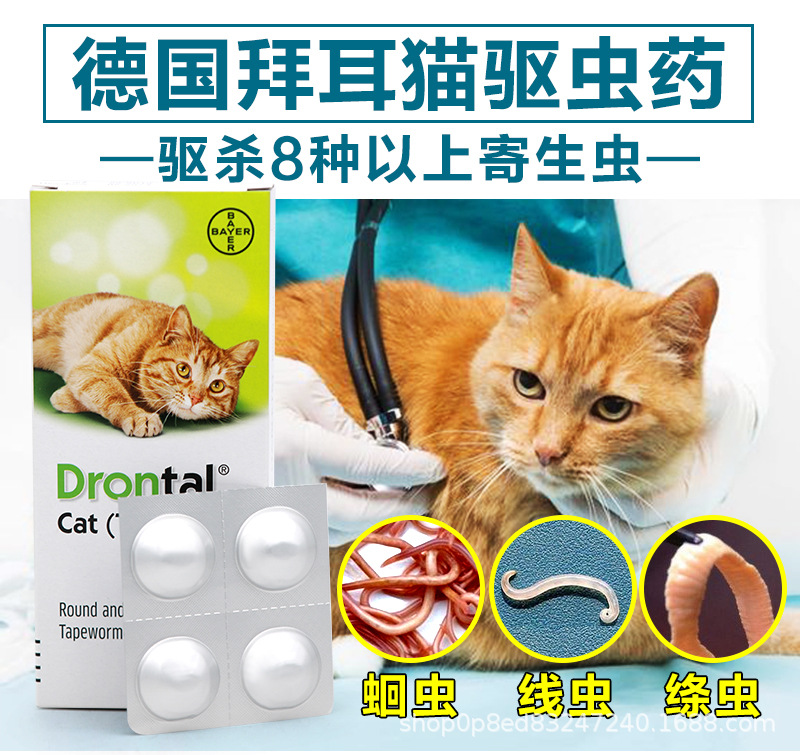 德国拜耳猫驱虫药
—驱杀8种以上寄生虫—
BAYER
BAYER
Drontal®
Cat (
Round and
Tapeworm
蛔虫
线虫
绦虫
shop0p8ed83247240.1688.com